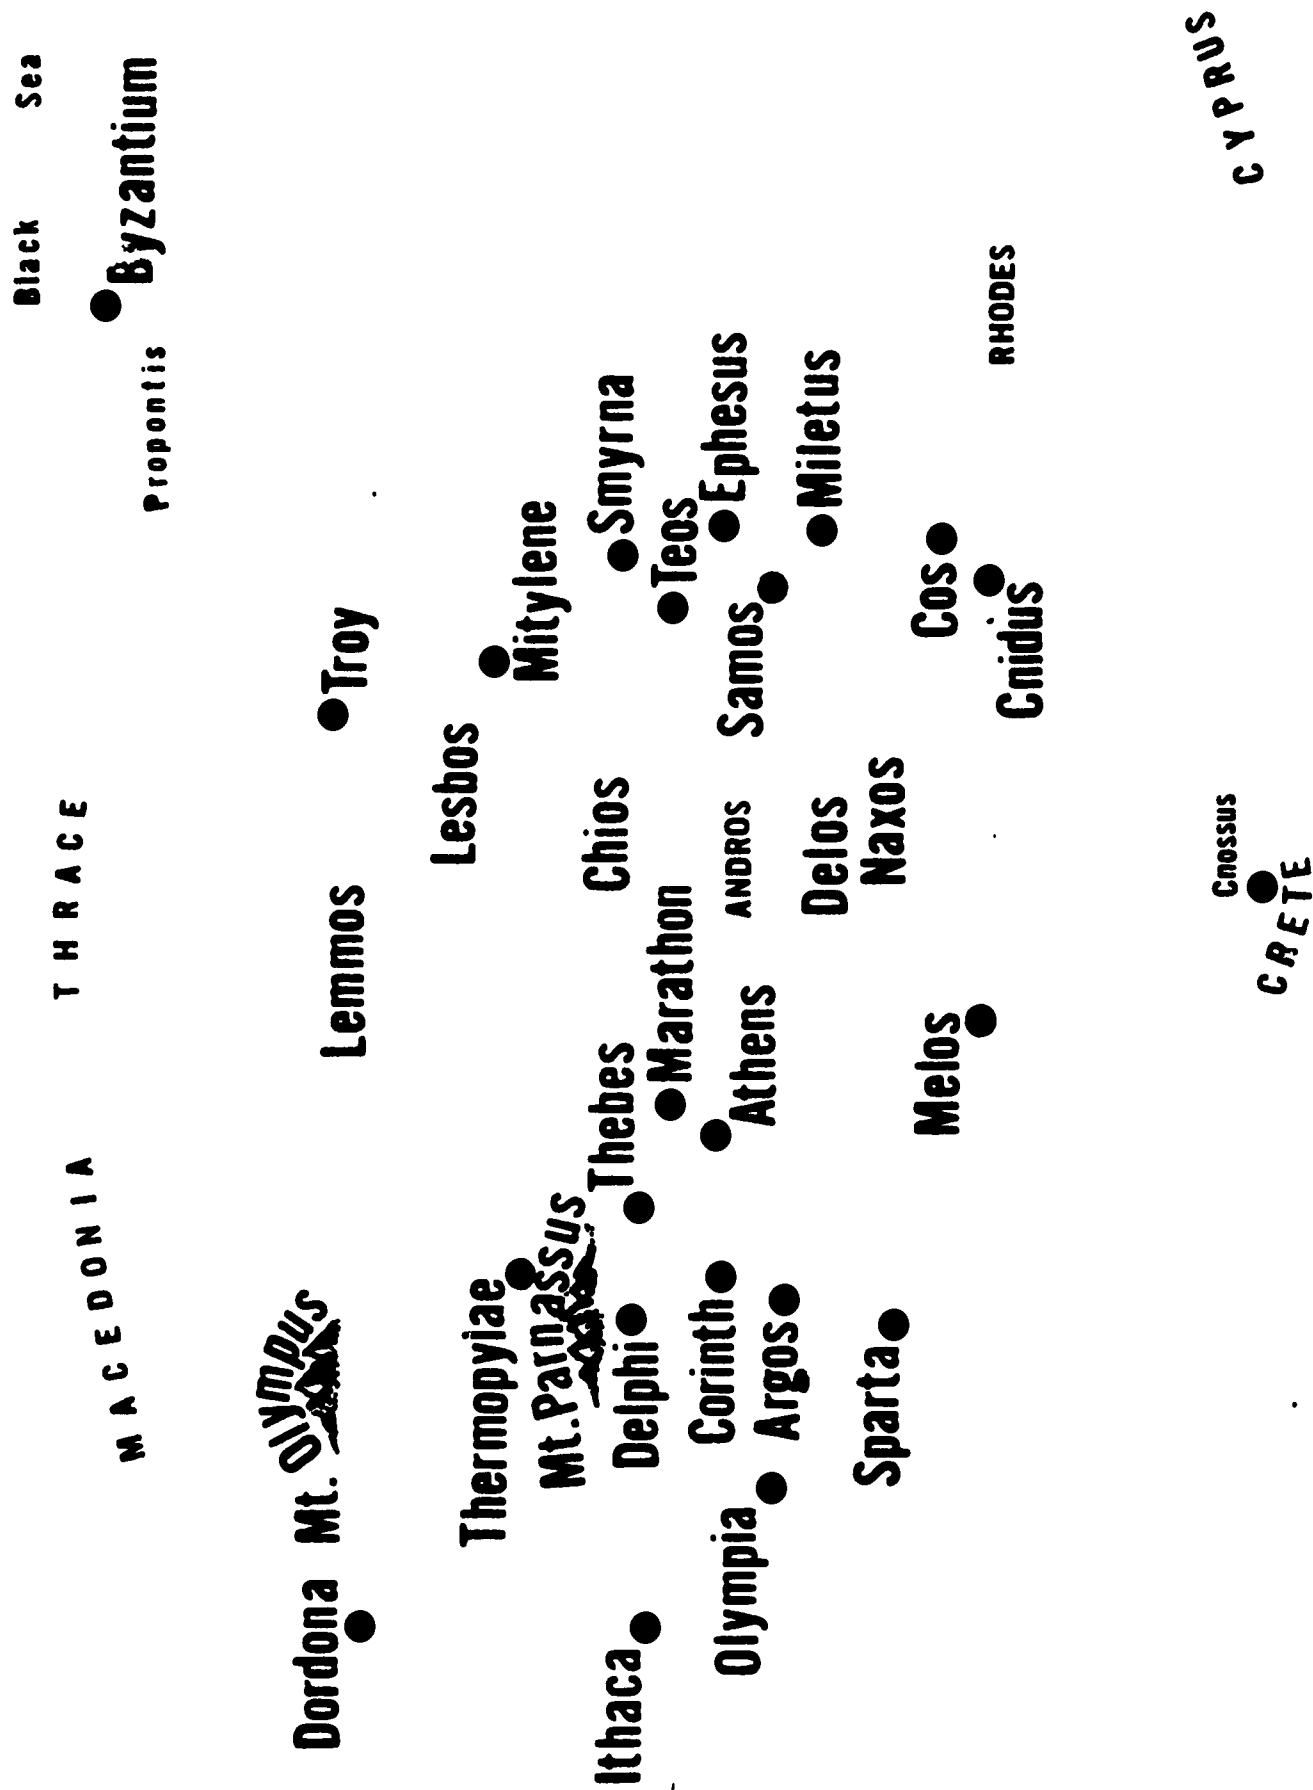 Black Sea
Byzantium
Propontis
THRACE
MACEDONIA
Mt. Olympus
Dordona
Lemmos
Troy
Lesbos
Mitylene
Thermopyiae
Mt.Parnassus
Thebes
Chios
Smyrna
Ithaca
Delphi
Marathon
Teos
Corinth
Athens
ANDROS
Samos
Ephesus
Olympia
Argos
Delos
Miletus
Sparta
Naxos
Melos
Cos
Cnidus
RHODES
CYPRUS
Cnossus
CRETE